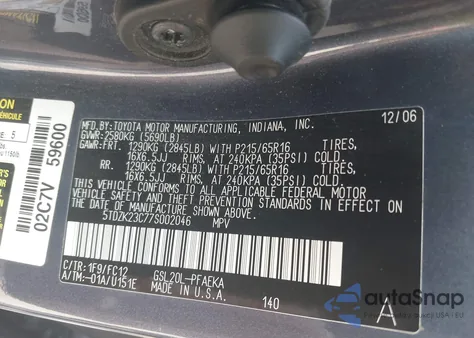 MFD.BY:TOYOTA MOTOR MANUFACTURING, INDIANA, INC. 12/06
GVWR:2580KG (5690LB)
GAWR:FRT. 1290KG (2845LB) WITH P215/65R16 TIRES,
16X6.5JJ RIMS, AT 240KPA (35PSI) COLD.
RR. 1290KG (2845LB) WITH P215/65R16 TIRES,
16X6.5JJ RIMS, AT 240KPA (35PSI) COLD.
THIS VEHICLE CONFORMS TO ALL APPLICABLE FEDERAL MOTOR
VEHICLE SAFETY AND THEFT PREVENTION STANDARDS IN EFFECT
ON THE DATE OF MANUFACTURE SHOWN ABOVE.
5TDZK23C77S002046 MPV
C/TR:1F9/FC12 GSL20L-PFAEKA
A/TM:-01A/U151E MADE IN U.S.A. 140 A
02C7V 59600
5
autoSnap